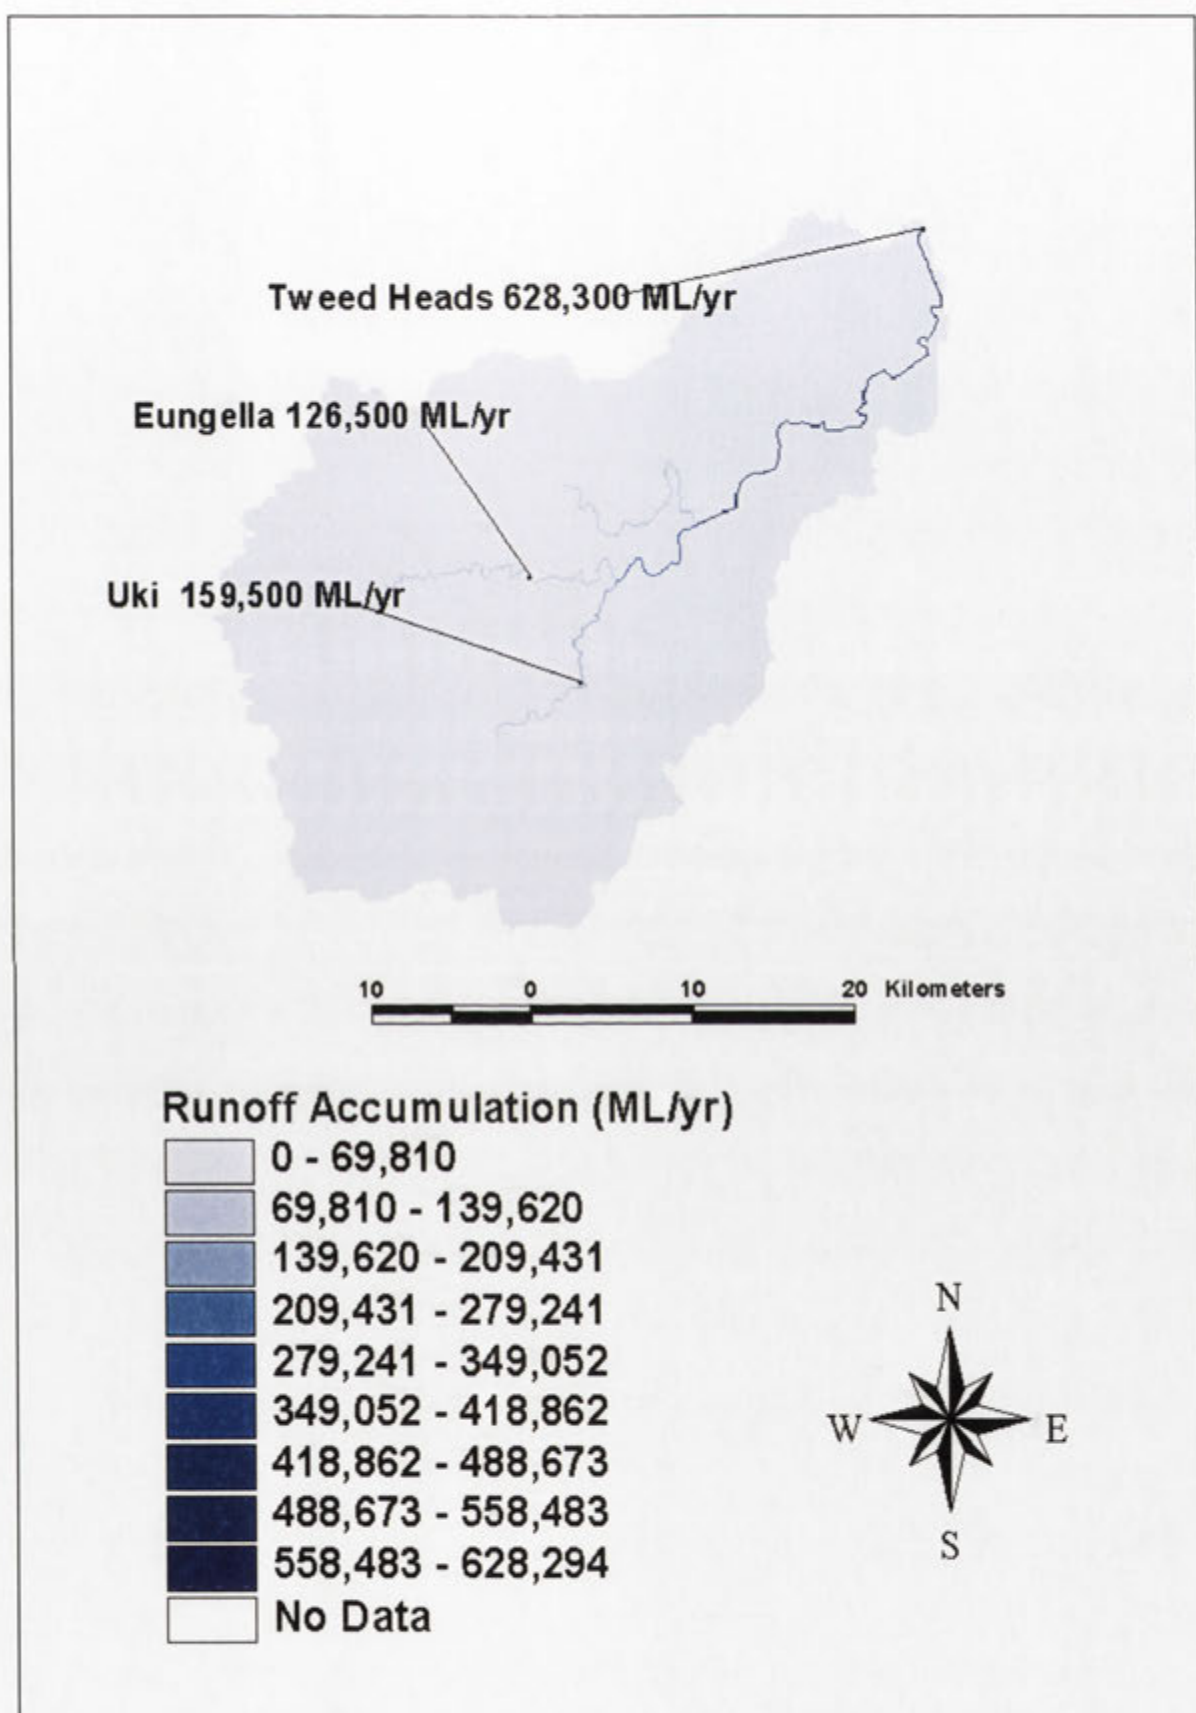 Tweed Heads 628,300 ML/yr
Eungella 126,500 ML/yr
Uki 159,500 ML/yr
10 0 10 20 Kilometers
Runoff Accumulation (ML/yr)
0 - 69,810
69,810 - 139,620
139,620 - 209,431
209,431 - 279,241
279,241 - 349,052
349,052 - 418,862
418,862 - 488,673
488,673 - 558,483
558,483 - 628,294
No Data
N
W E
S